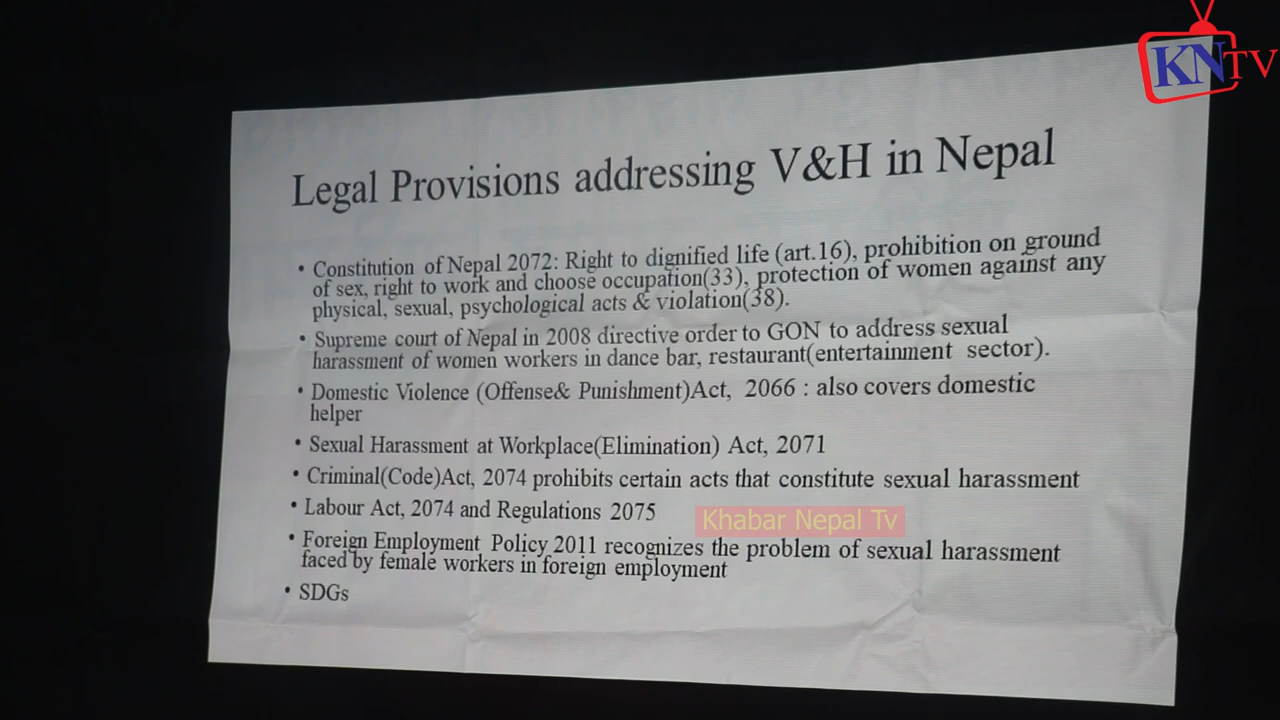 KNTV
Legal Provisions addressing V&H in Nepal
• Constitution of Nepal 2072: Right to dignified life (art.16), prohibition on ground
of sex, right to work and choose occupation(33), protection of women against any
physical, sexual, psychological acts & violation(38).
• Supreme court of Nepal in 2008 directive order to GON to address sexual
harassment of women workers in dance bar, restaurant(entertainment sector).
• Domestic Violence (Offense& Punishment)Act, 2066 : also covers domestic
helper
• Sexual Harassment at Workplace(Elimination) Act, 2071
• Criminal(Code)Act, 2074 prohibits certain acts that constitute sexual harassment
• Labour Act, 2074 and Regulations 2075
Khabar Nepal Tv
• Foreign Employment Policy 2011 recognizes the problem of sexual harassment
faced by female workers in foreign employment
• SDGs